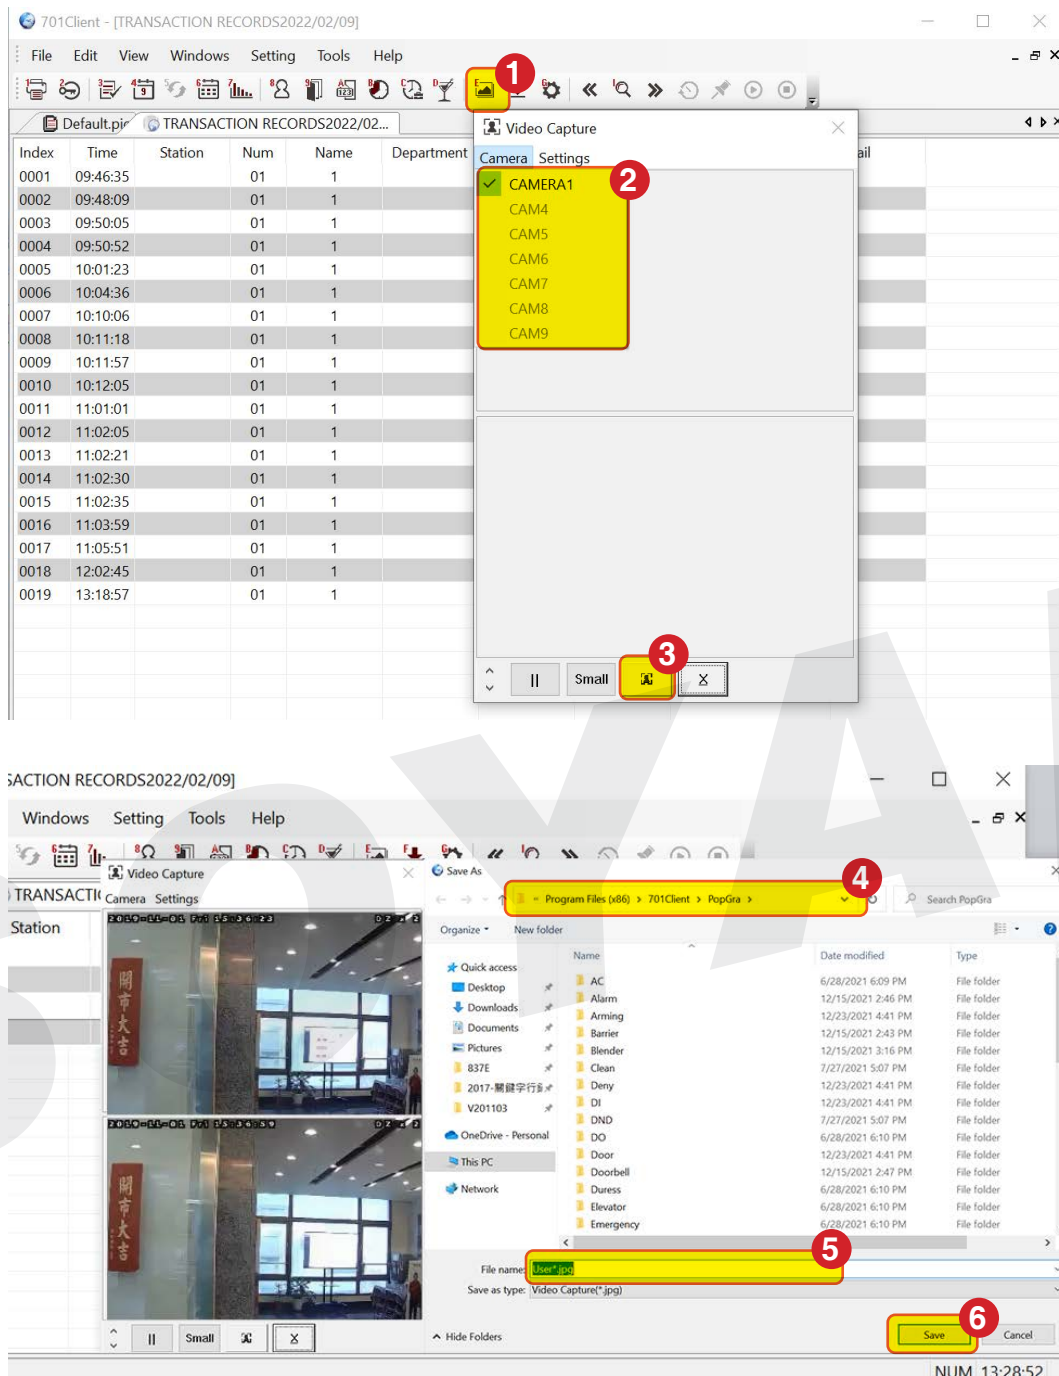 701Client - [TRANSACTION RECORDS2022/02/09]
File Edit View Windows Setting Tools Help
1
Default.pic TRANSACTION RECORDS2022/02...
Index Time Station Num Name Department ail
0001 09:46:35 01 1
0002 09:48:09 01 1
0003 09:50:05 01 1
0004 09:50:52 01 1
0005 10:01:23 01 1
0006 10:04:36 01 1
0007 10:10:06 01 1
0008 10:11:18 01 1
0009 10:11:57 01 1
0010 10:12:05 01 1
0011 11:01:01 01 1
0012 11:02:05 01 1
0013 11:02:21 01 1
0014 11:02:30 01 1
0015 11:02:35 01 1
0016 11:03:59 01 1
0017 11:05:51 01 1
0018 12:02:45 01 1
0019 13:18:57 01 1
Video Capture
Camera Settings
2
CAMERA1
CAM4
CAM5
CAM6
CAM7
CAM8
CAM9
3
Small
SACTION RECORDS2022/02/09]
Windows Setting Tools Help
TRANSACTI
Station
Video Capture
Camera Settings
開市大吉
開市大吉
Small
Save As
4
Program Files (x86) > 701Client > PopGra >
Search PopGra
Organize New folder
Quick access
Desktop
Downloads
Documents
Pictures
837E
2017-關鍵字行
V201103
OneDrive - Personal
This PC
Network
Name Date modified Type
AC 6/28/2021 6:09 PM File folder
Alarm 12/15/2021 2:46 PM File folder
Arming 12/23/2021 4:41 PM File folder
Barrier 12/15/2021 2:43 PM File folder
Blender 12/15/2021 3:16 PM File folder
Clean 7/27/2021 5:07 PM File folder
Deny 12/23/2021 4:41 PM File folder
DI 12/23/2021 4:41 PM File folder
DND 7/27/2021 5:07 PM File folder
DO 6/28/2021 6:10 PM File folder
Door 12/23/2021 4:41 PM File folder
Doorbell 12/15/2021 2:47 PM File folder
Duress 6/28/2021 6:10 PM File folder
Elevator 6/28/2021 6:10 PM File folder
Emergency 6/28/2021 6:10 PM File folder
5
File name: User*.jpg
Save as type: Video Capture(*.jpg)
6
Hide Folders Save Cancel
NUM 13:28:52